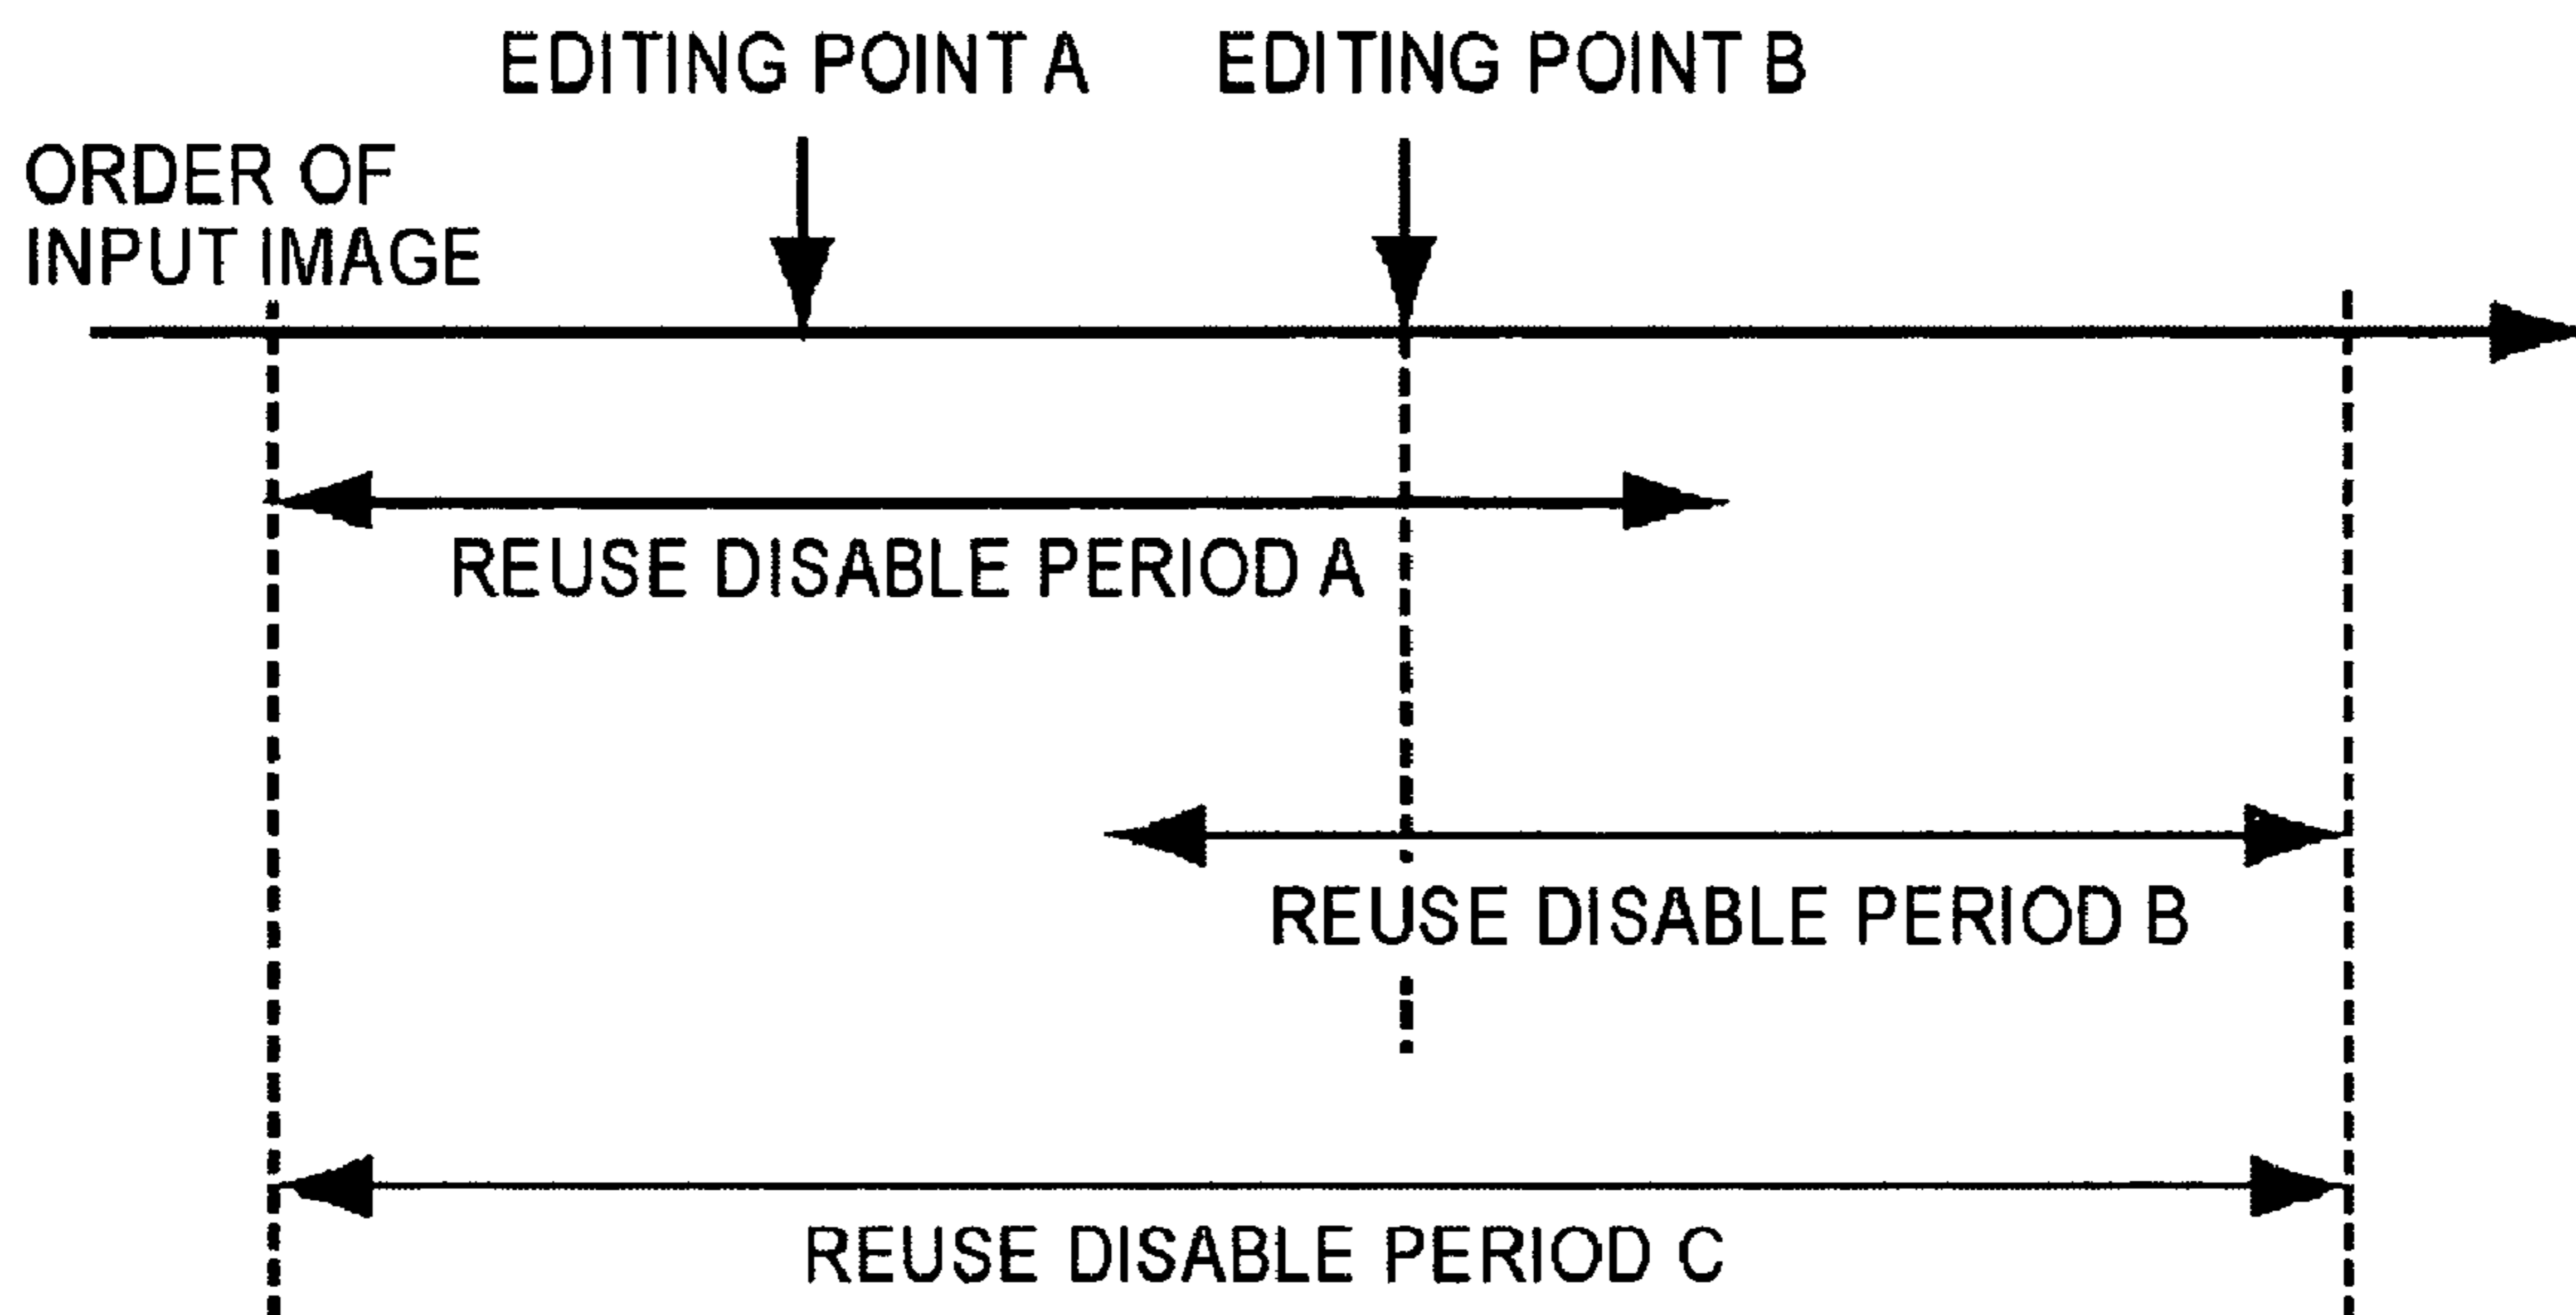 EDITING POINT A
EDITING POINT B
ORDER OF
INPUT IMAGE
REUSE DISABLE PERIOD A
REUSE DISABLE PERIOD B
REUSE DISABLE PERIOD C